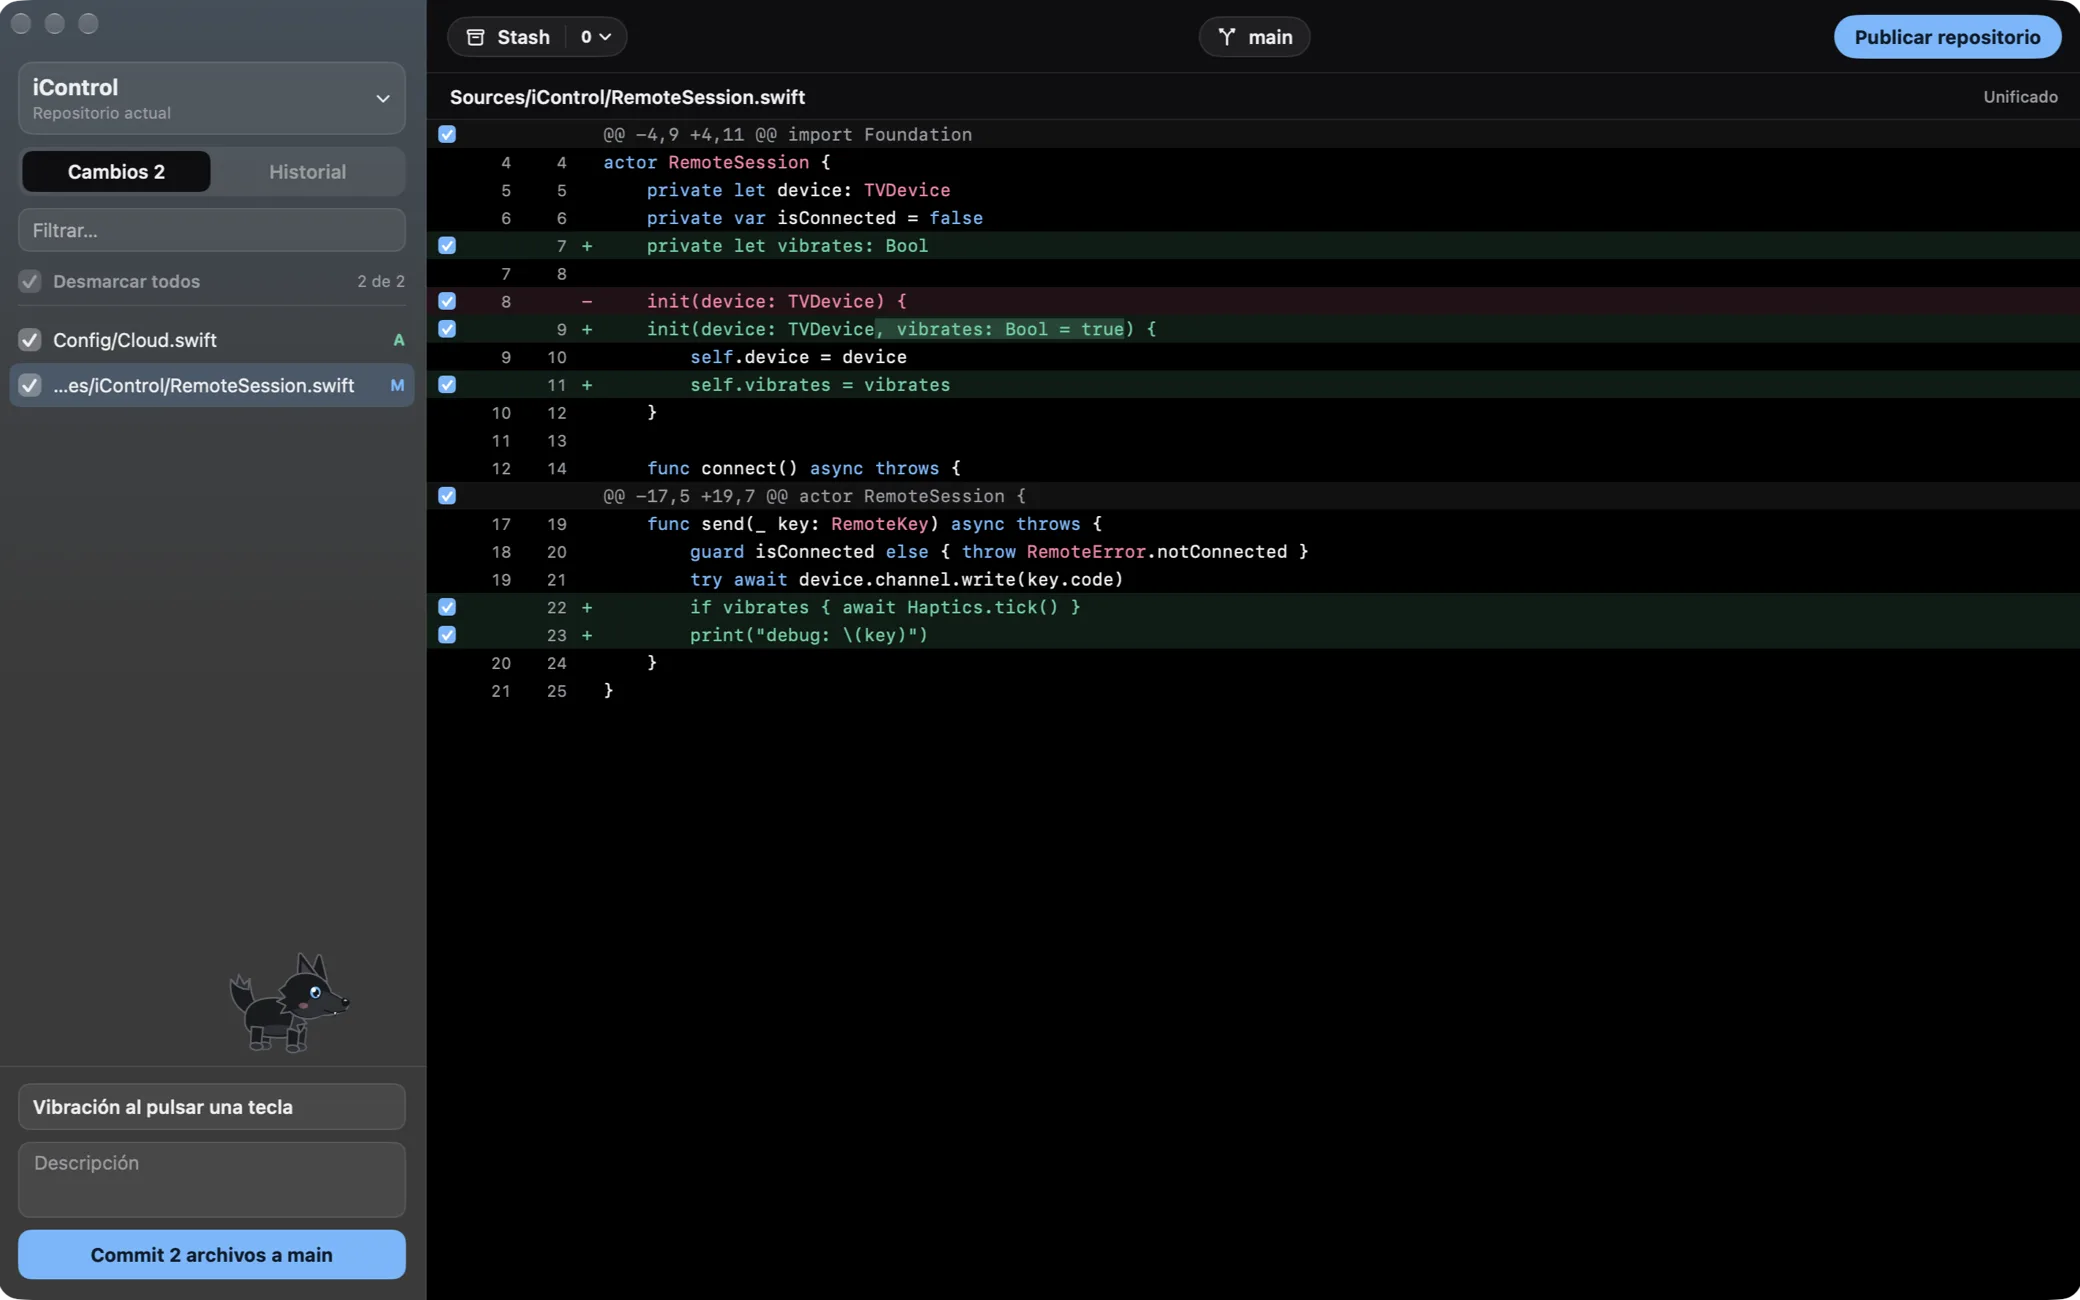 iControl
Repositorio actual
Cambios 2
Historial
Filtrar...
Desmarcar todos
2 de 2
Config/Cloud.swift
A
...es/iControl/RemoteSession.swift
M
Vibración al pulsar una tecla
Descripción
Commit 2 archivos a main
Stash
0
main
Publicar repositorio
Sources/iControl/RemoteSession.swift
Unificado
@@ −4,9 +4,11 @@ import Foundation
4 4 actor RemoteSession {
5 5 private let device: TVDevice
6 6 private var isConnected = false
7 + private let vibrates: Bool
7 8
8 − init(device: TVDevice) {
9 + init(device: TVDevice, vibrates: Bool = true) {
9 10 self.device = device
11 + self.vibrates = vibrates
10 12 }
11 13
12 14 func connect() async throws {
@@ −17,5 +19,7 @@ actor RemoteSession {
17 19 func send(_ key: RemoteKey) async throws {
18 20 guard isConnected else { throw RemoteError.notConnected }
19 21 try await device.channel.write(key.code)
22 + if vibrates { await Haptics.tick() }
23 + print("debug: \(key)")
20 24 }
21 25 }